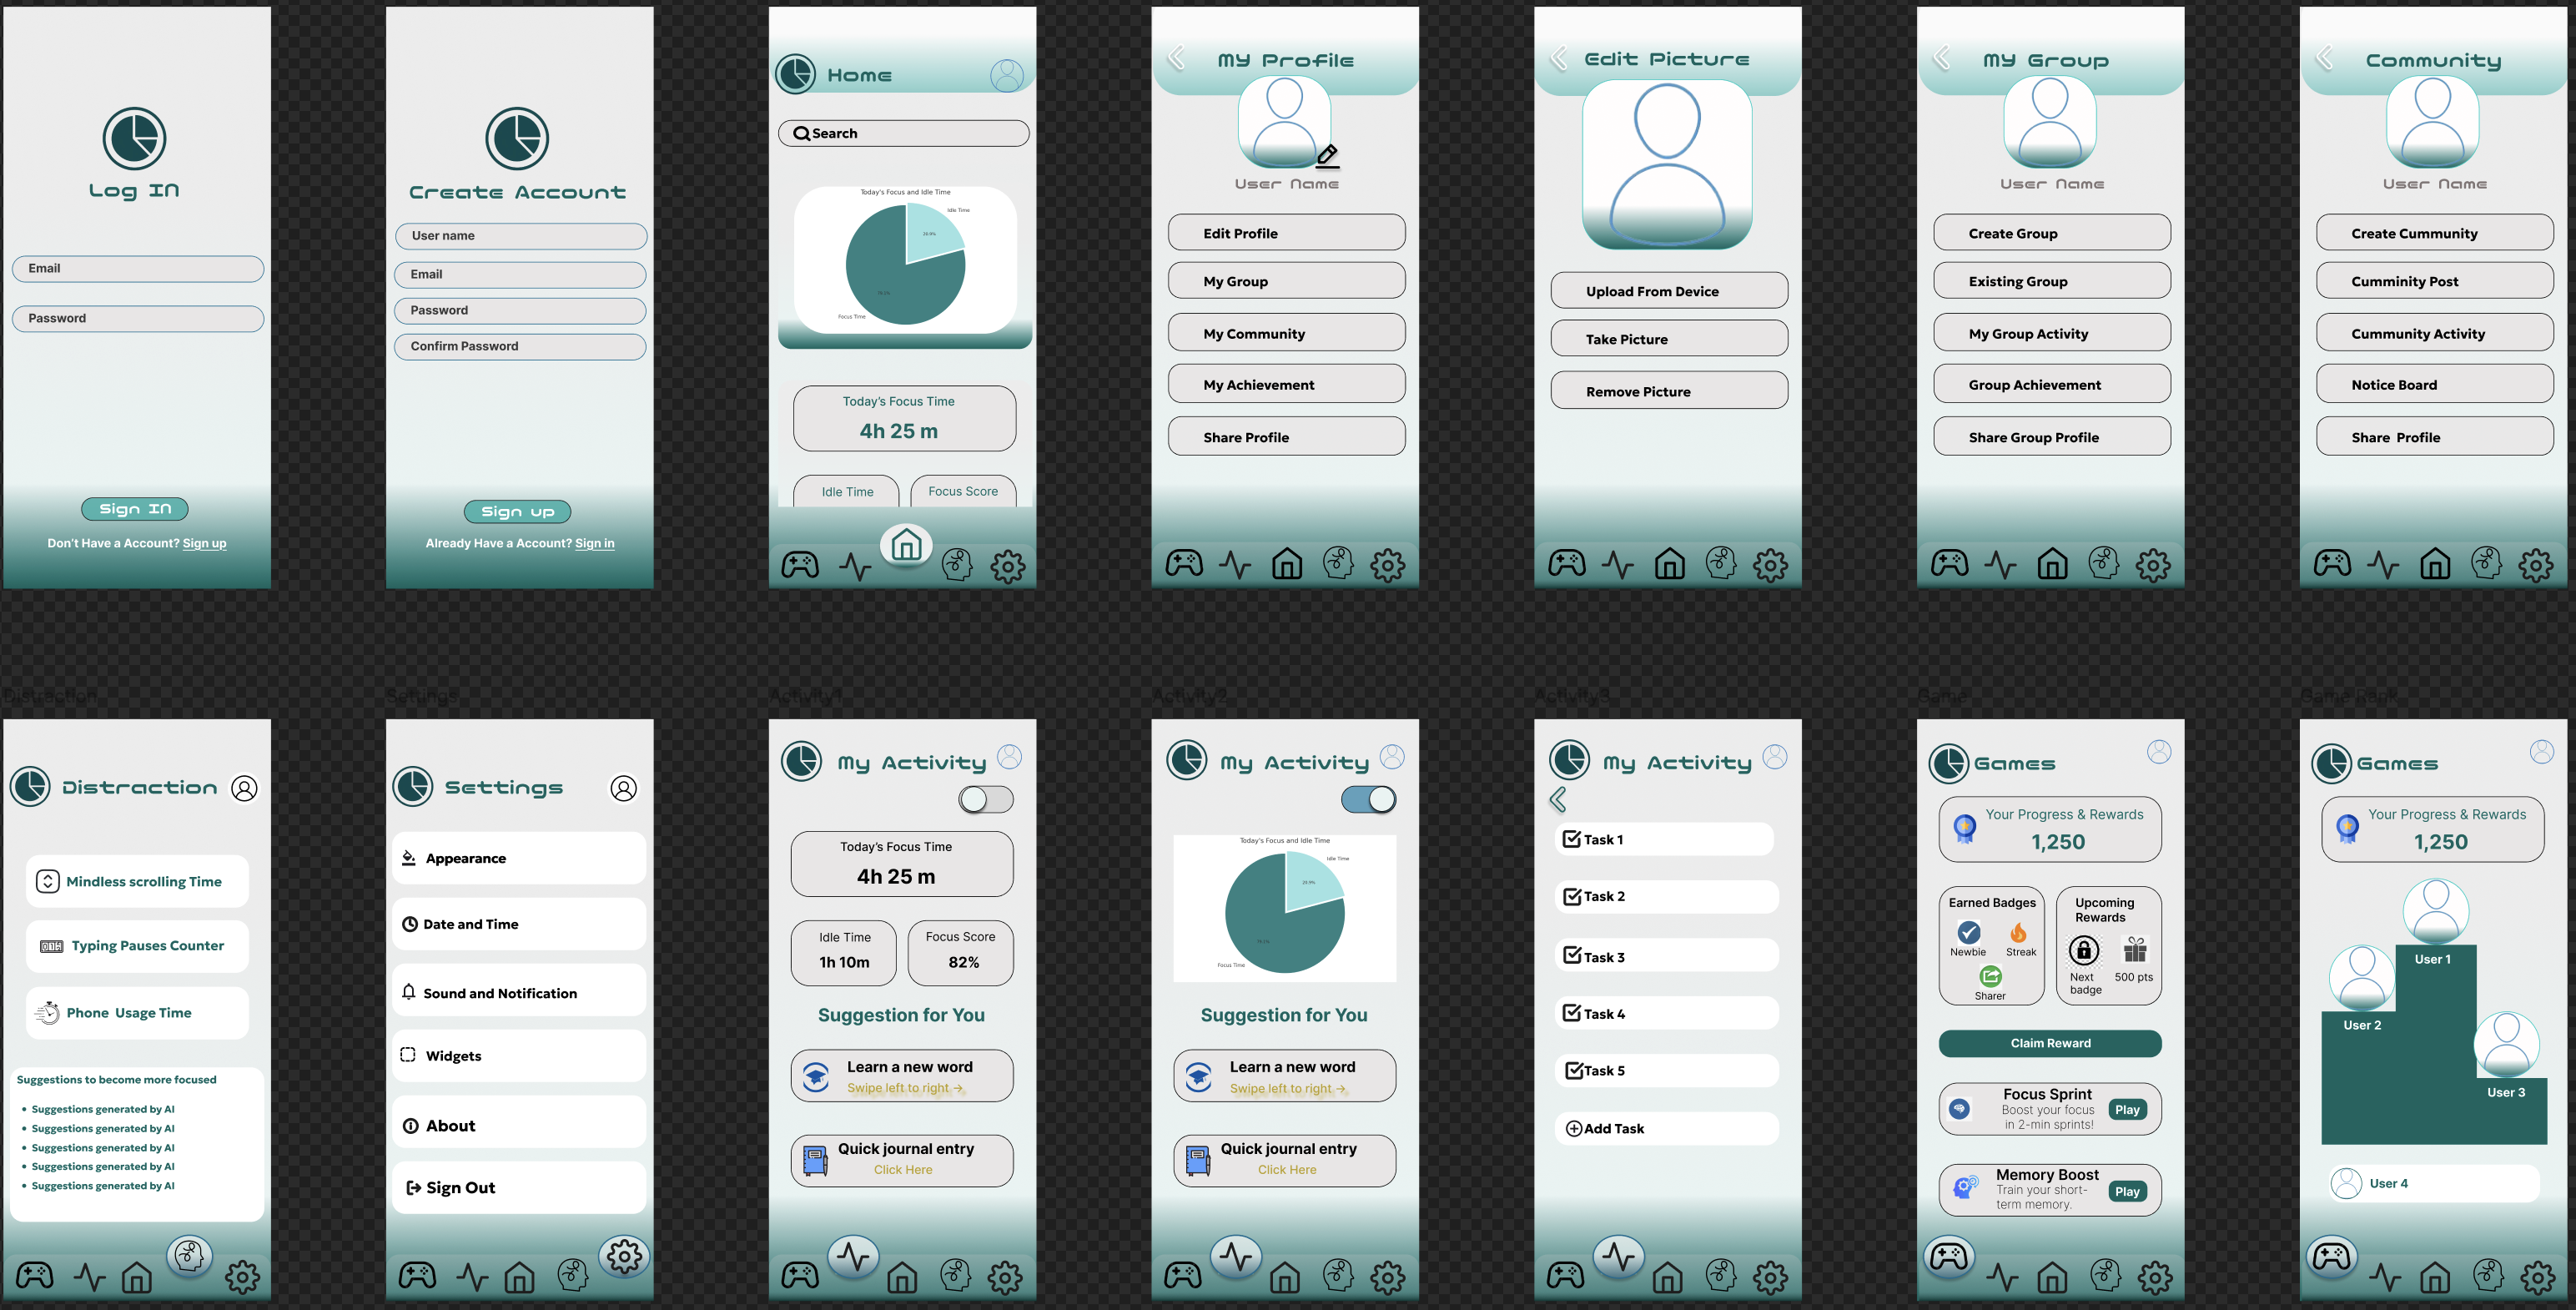 Log In
Email
Password
Sign In
Don't Have a Account? Sign up
Create Account
User name
Email
Password
Confirm Password
Sign up
Already Have a Account? Sign in
Home
Search
Today's Focus and Idle Time
Idle Time
Focus Time
Today's Focus Time
4h 25 m
Idle Time
Focus Score
My Profile
User Name
Edit Profile
My Group
My Community
My Achievement
Share Profile
Edit Picture
Upload From Device
Take Picture
Remove Picture
My Group
User Name
Create Group
Existing Group
My Group Activity
Group Achievement
Share Group Profile
Community
User Name
Create Cummunity
Cumminity Post
Cummunity Activity
Notice Board
Share Profile
Distraction
Distraction
Mindless scrolling Time
Typing Pauses Counter
Phone Usage Time
Suggestions to become more focused
• Suggestions generated by AI
• Suggestions generated by AI
• Suggestions generated by AI
• Suggestions generated by AI
• Suggestions generated by AI
Settings
Settings
Appearance
Date and Time
Sound and Notification
Widgets
About
Sign Out
Activity1
My Activity
Today's Focus Time
4h 25 m
Idle Time
1h 10m
Focus Score
82%
Suggestion for You
Learn a new word
Swipe left to right →
Quick journal entry
Click Here
Activity2
My Activity
Today's Focus and Idle Time
Idle Time
Focus Time
Suggestion for You
Learn a new word
Swipe left to right →
Quick journal entry
Click Here
Activity3
My Activity
Task 1
Task 2
Task 3
Task 4
Task 5
Add Task
Game
Games
Your Progress & Rewards
1,250
Earned Badges
Newbie
Streak
Sharer
Upcoming
Rewards
Next
badge
500 pts
Claim Reward
Focus Sprint
Boost your focus
in 2-min sprints!
Play
Memory Boost
Train your short-
term memory.
Play
Game Rank
Games
Your Progress & Rewards
1,250
User 1
User 2
User 3
User 4